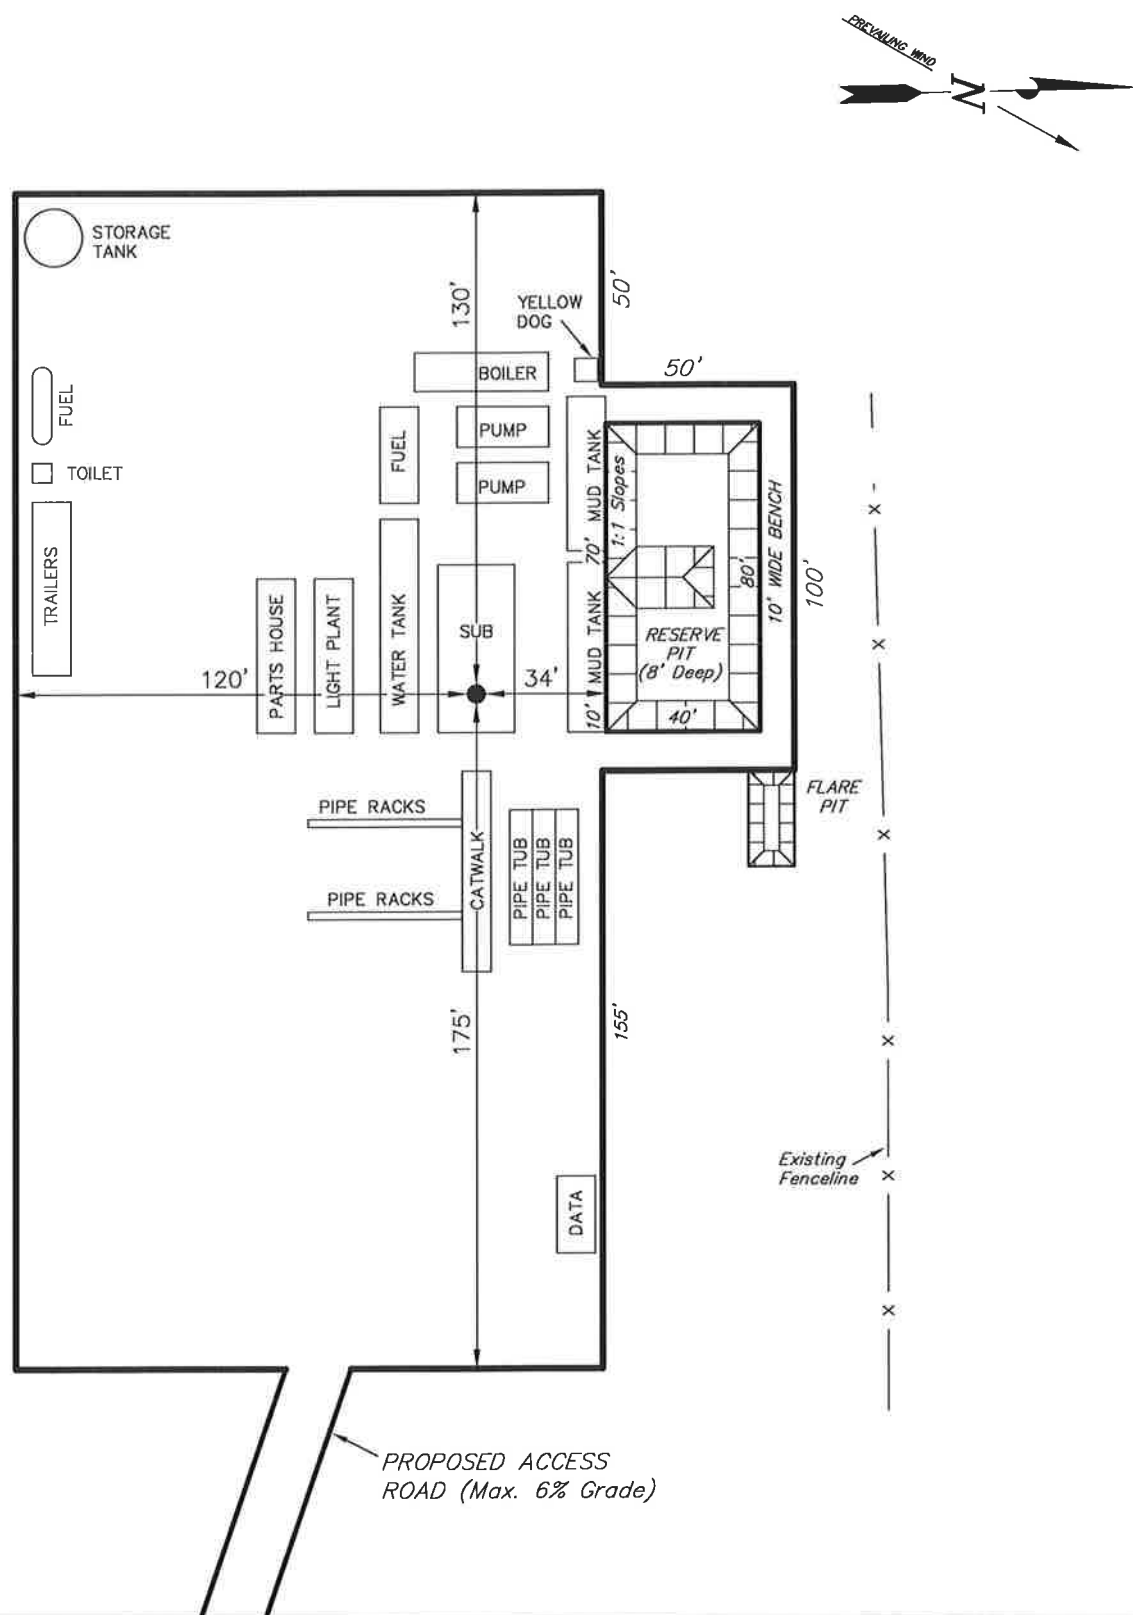 PREVAILING WIND
N
STORAGE
TANK
130'
50'
YELLOW
DOG
50'
BOILER
FUEL
PUMP
FUEL
MUD TANK
1:1 Slopes
TOILET
PUMP
10' WIDE BENCH
70'
80'
100'
TRAILERS
PARTS HOUSE
LIGHT PLANT
WATER TANK
SUB
MUD TANK
RESERVE
PIT
(8' Deep)
120'
34'
10'
40'
FLARE
PIT
PIPE RACKS
CATWALK
PIPE TUB
PIPE TUB
PIPE TUB
PIPE RACKS
175'
155'
Existing
Fenceline
DATA
PROPOSED ACCESS
ROAD (Max. 6% Grade)